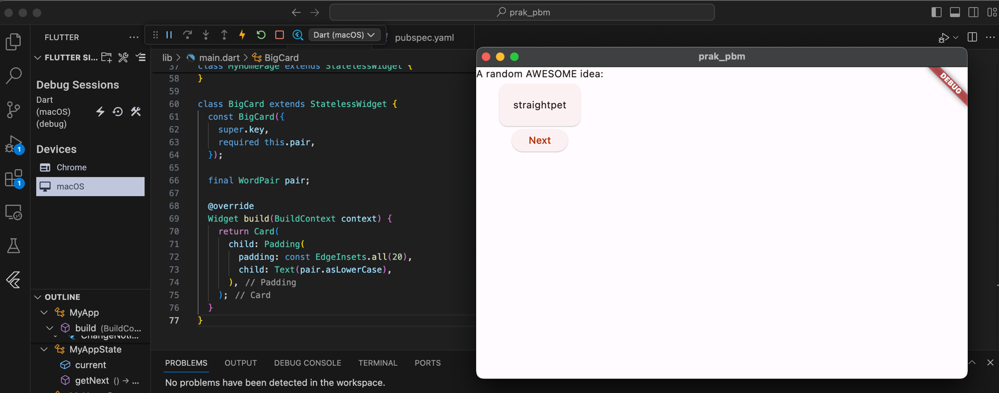 prak_pbm
FLUTTER
Dart (macOS)
pubspec.yaml
FLUTTER SI...
lib > main.dart > BigCard
Debug Sessions
Dart
(macOS)
(debug)
Devices
Chrome
macOS
OUTLINE
MyApp
build (BuildCo...
ChangeNoti...
MyAppState
current
getNext () → ...
1
1
37 class MyHomePage extends StatelessWidget {
58 }
59
60 class BigCard extends StatelessWidget {
61 const BigCard({
62 super.key,
63 required this.pair,
64 });
65
66 final WordPair pair;
67
68 @override
69 Widget build(BuildContext context) {
70 return Card(
71 child: Padding(
72 padding: const EdgeInsets.all(20),
73 child: Text(pair.asLowerCase),
74 ), // Padding
75 ); // Card
76 }
77 }
PROBLEMS OUTPUT DEBUG CONSOLE TERMINAL PORTS
No problems have been detected in the workspace.
prak_pbm
A random AWESOME idea:
DEBUG
straightpet
Next